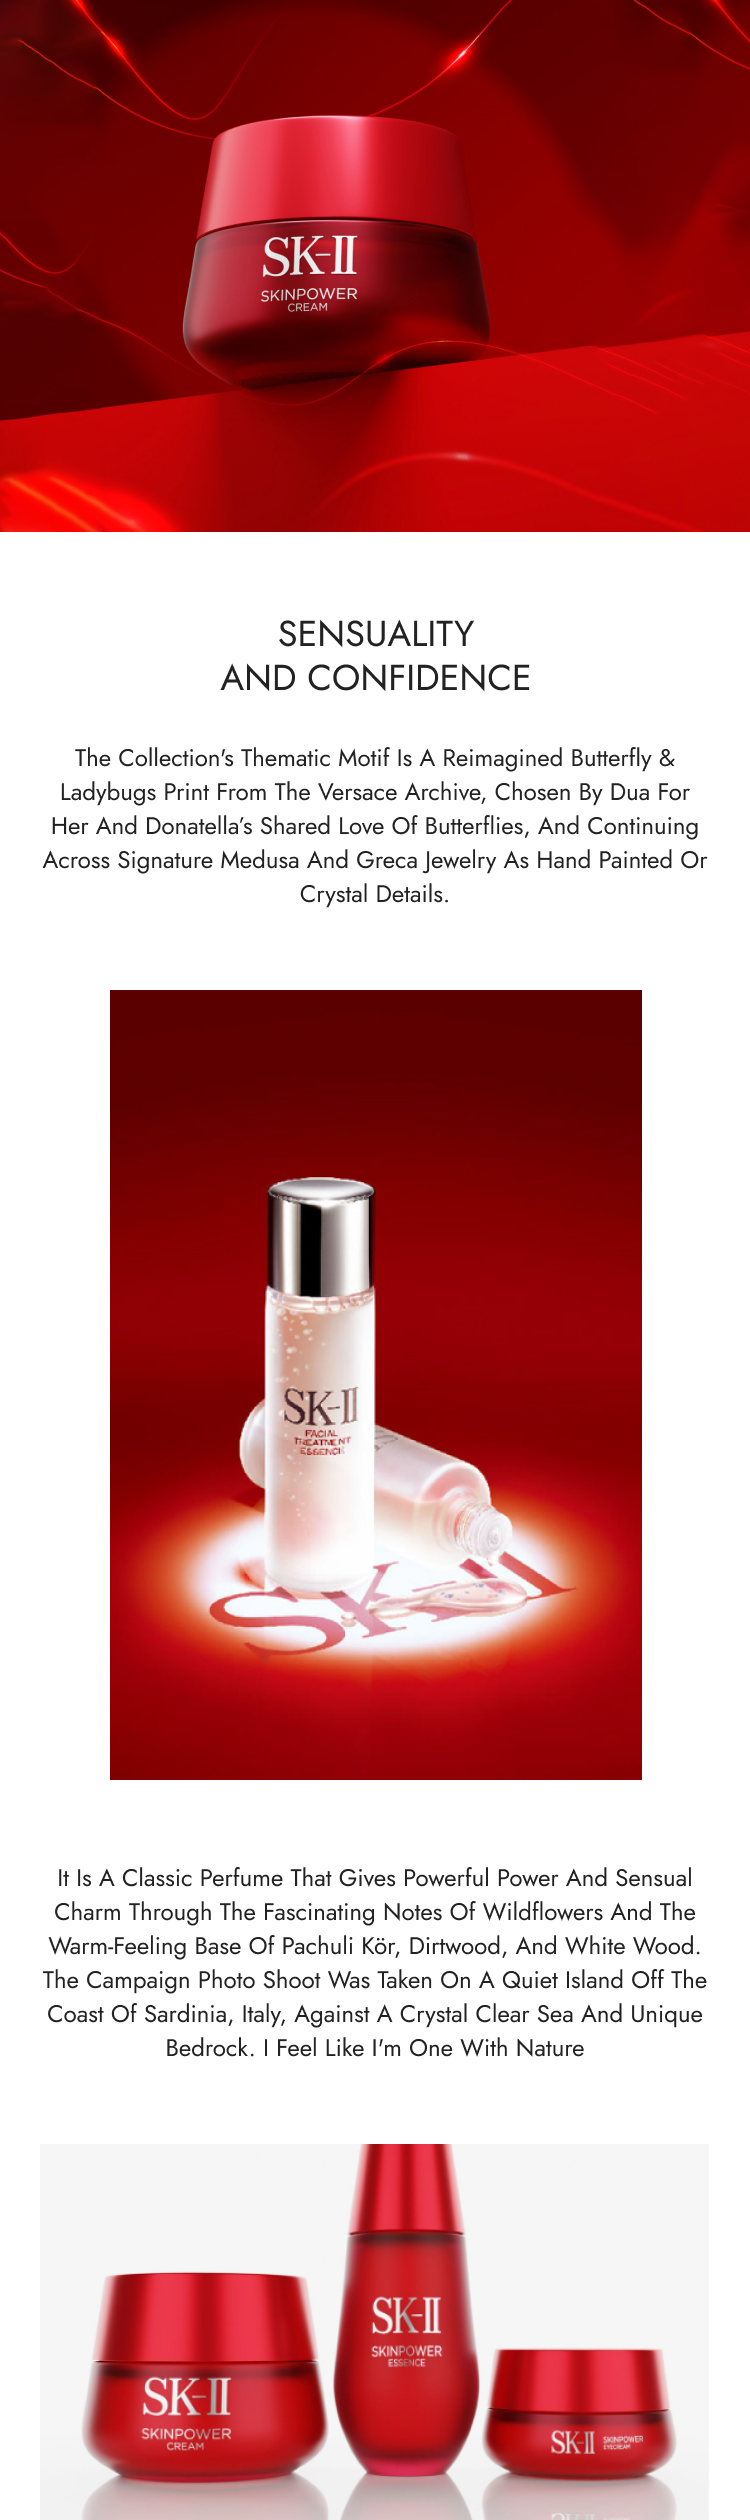 SK-II
SKINPOWER
CREAM
SENSUALITY
AND CONFIDENCE
The Collection's Thematic Motif Is A Reimagined Butterfly &
Ladybugs Print From The Versace Archive, Chosen By Dua For
Her And Donatella’s Shared Love Of Butterflies, And Continuing
Across Signature Medusa And Greca Jewelry As Hand Painted Or
Crystal Details.
SK-II
FACIAL
TREATMENT
ESSENCE
SK-II
It Is A Classic Perfume That Gives Powerful Power And Sensual
Charm Through The Fascinating Notes Of Wildflowers And The
Warm-Feeling Base Of Pachuli Kör, Dirtwood, And White Wood.
The Campaign Photo Shoot Was Taken On A Quiet Island Off The
Coast Of Sardinia, Italy, Against A Crystal Clear Sea And Unique
Bedrock. I Feel Like I'm One With Nature
SK-II
SKINPOWER
ESSENCE
SK-II
SKINPOWER
CREAM
SK-II
SKINPOWER
EYECREAM